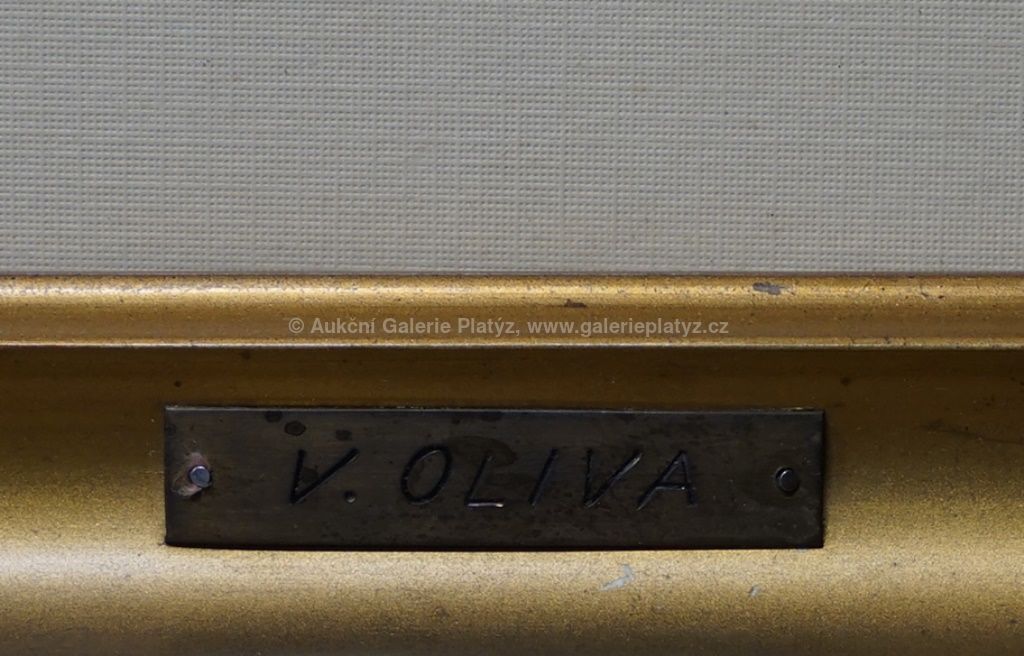 © Aukční Galerie Platýz, www.galerieplatyz.cz
V. OLIVA